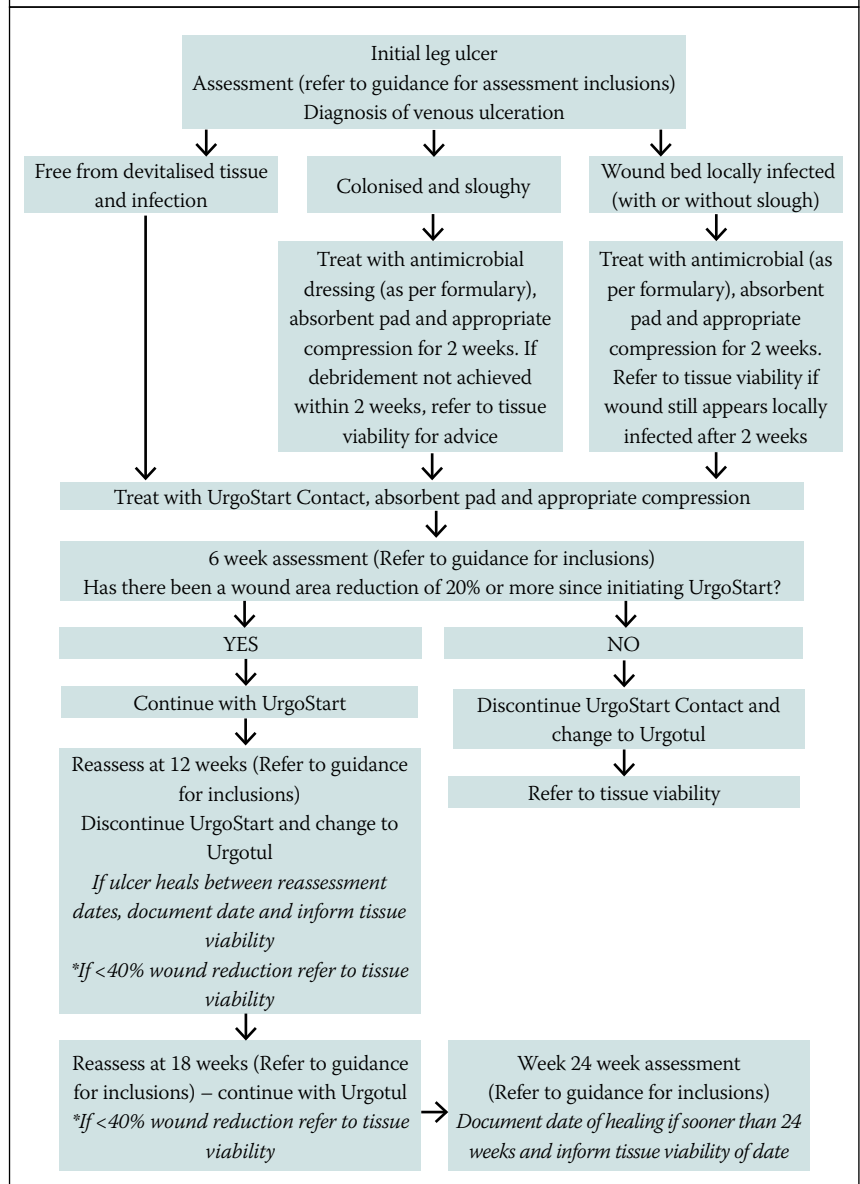 Initial leg ulcer
Assessment (refer to guidance for assessment inclusions)
Diagnosis of venous ulceration
Free from devitalised tissue
and infection
Colonised and sloughy
Wound bed locally infected
(with or without slough)
Treat with antimicrobial
dressing (as per formulary),
absorbent pad and appropriate
compression for 2 weeks. If
debridement not achieved
within 2 weeks, refer to tissue
viability for advice
Treat with antimicrobial (as
per formulary), absorbent
pad and appropriate
compression for 2 weeks.
Refer to tissue viability if
wound still appears locally
infected after 2 weeks
Treat with UrgoStart Contact, absorbent pad and appropriate compression
6 week assessment (Refer to guidance for inclusions)
Has there been a wound area reduction of 20% or more since initiating UrgoStart?
YES
Continue with UrgoStart
Reassess at 12 weeks (Refer to guidance
for inclusions)
Discontinue UrgoStart and change to
Urgotul
If ulcer heals between reassessment
dates, document date and inform tissue
viability
*If <40% wound reduction refer to tissue
viability
Reassess at 18 weeks (Refer to guidance
for inclusions) – continue with Urgotul
*If <40% wound reduction refer to tissue
viability
NO
Discontinue UrgoStart Contact and
change to Urgotul
Refer to tissue viability
Week 24 week assessment
(Refer to guidance for inclusions)
Document date of healing if sooner than 24
weeks and inform tissue viability of date